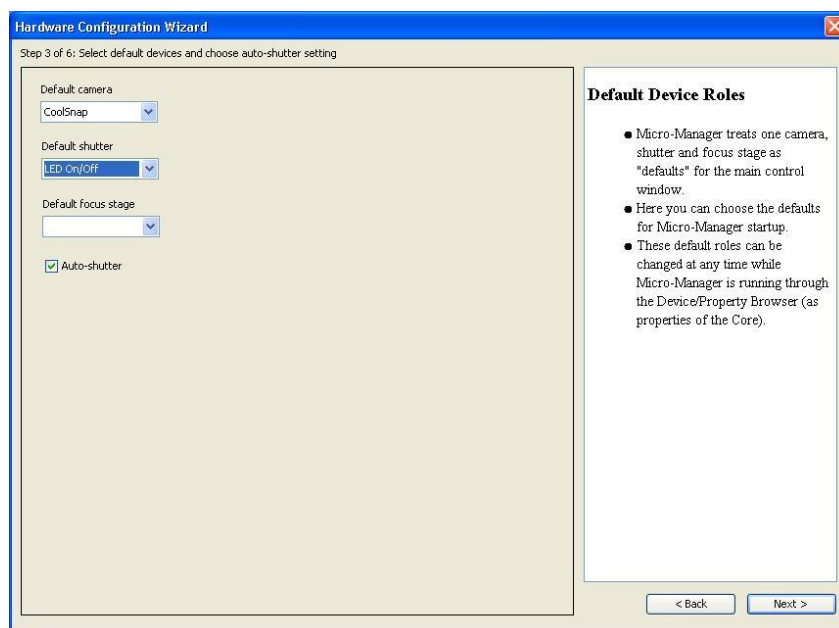 Hardware Configuration Wizard
Step 3 of 6: Select default devices and choose auto-shutter setting
Default camera
CoolSnap
Default shutter
LED On/Off
Default focus stage
Auto-shutter
Default Device Roles
Micro-Manager treats one camera,
shutter and focus stage as
"defaults" for the main control
window.
Here you can choose the defaults
for Micro-Manager startup.
These default roles can be
changed at any time while
Micro-Manager is running through
the Device/Property Browser (as
properties of the Core).
< Back
Next >